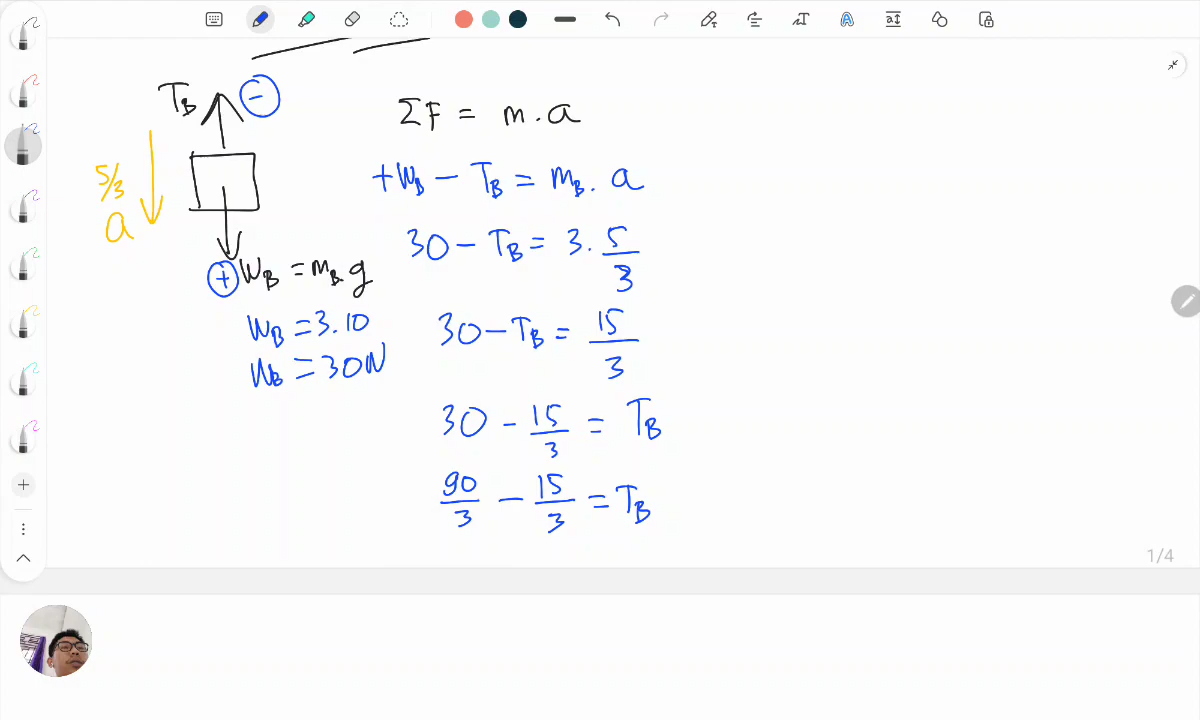 T_B ⊖
ΣF = m . a
+W_B − T_B = m_B . a
5/3
a
30 − T_B = 3 . 5/3
⊕ W_B = m_B . g
W_B = 3.10
30 − T_B = 15/3
W_B = 30N
30 − 15/3 = T_B
90/3 − 15/3 = T_B
1/4